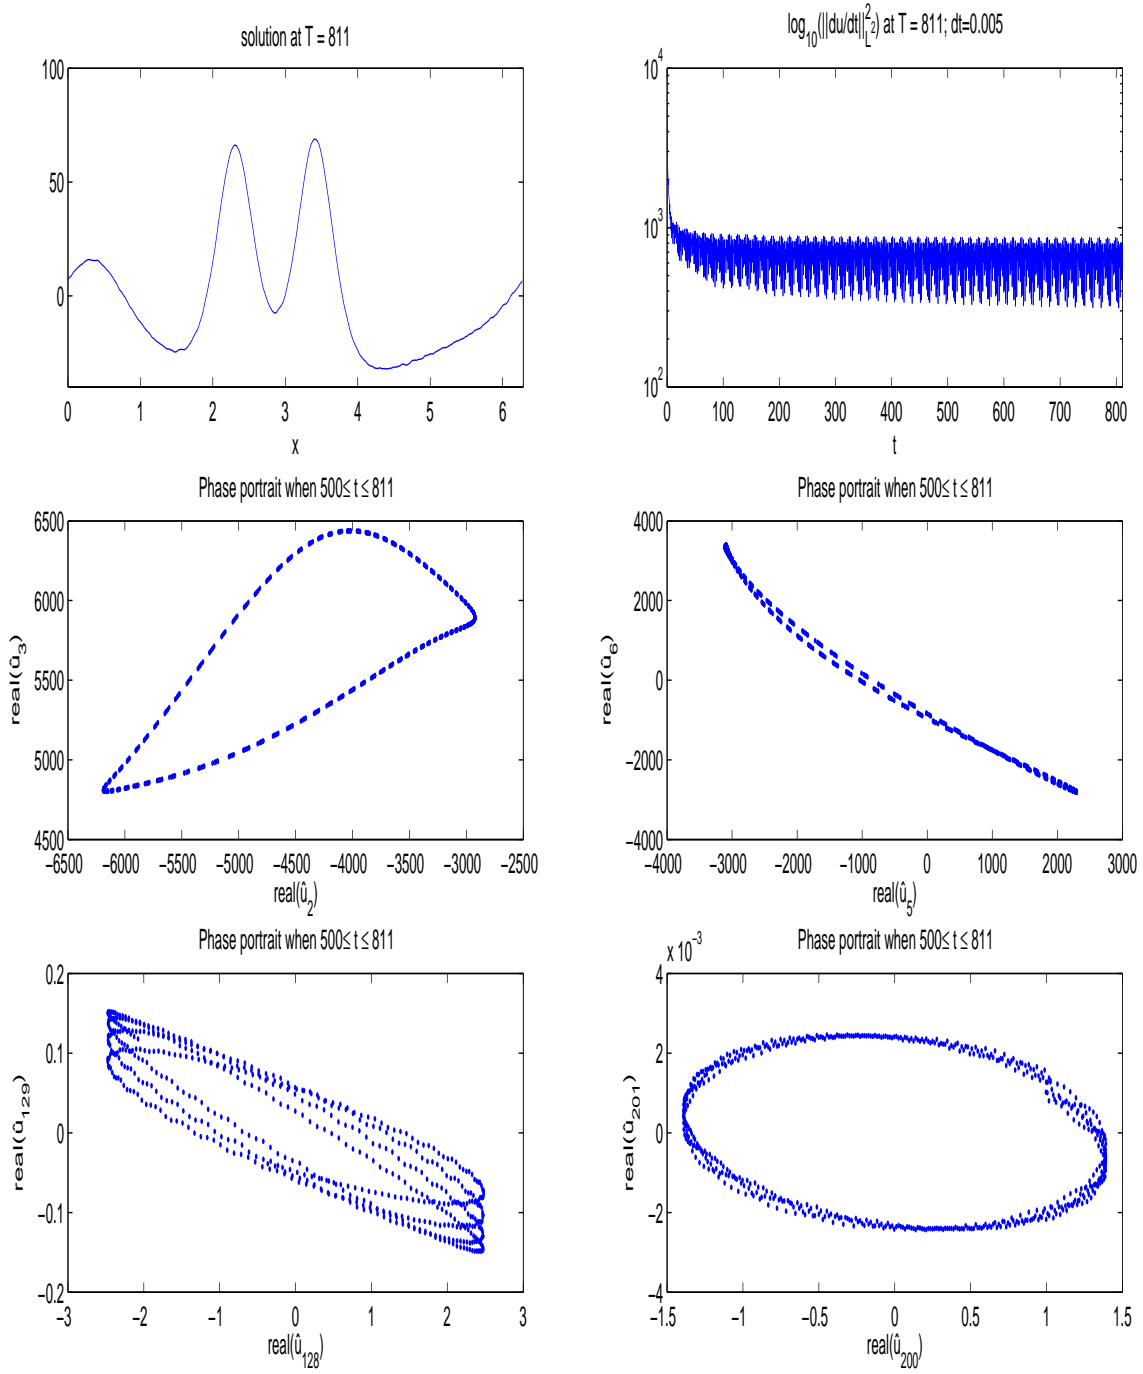 solution at T = 811
100
50
0
0 1 2 3 4 5 6
x
log10(||du/dt||²L²) at T = 811; dt=0.005
10⁴
10³
10²
0 100 200 300 400 500 600 700 800
t
Phase portrait when 500≤ t ≤ 811
6500
6000
5500
5000
4500
real(û3)
−6500 −6000 −5500 −5000 −4500 −4000 −3500 −3000 −2500
real(û2)
Phase portrait when 500≤ t ≤ 811
4000
2000
0
−2000
−4000
real(û6)
−4000 −3000 −2000 −1000 0 1000 2000 3000
real(û5)
Phase portrait when 500≤ t ≤ 811
0.2
0.1
0
−0.1
−0.2
real(û129)
−3 −2 −1 0 1 2 3
real(û128)
Phase portrait when 500≤ t ≤ 811
x 10⁻³
4
2
0
−2
−4
real(û201)
−1.5 −1 −0.5 0 0.5 1 1.5
real(û200)